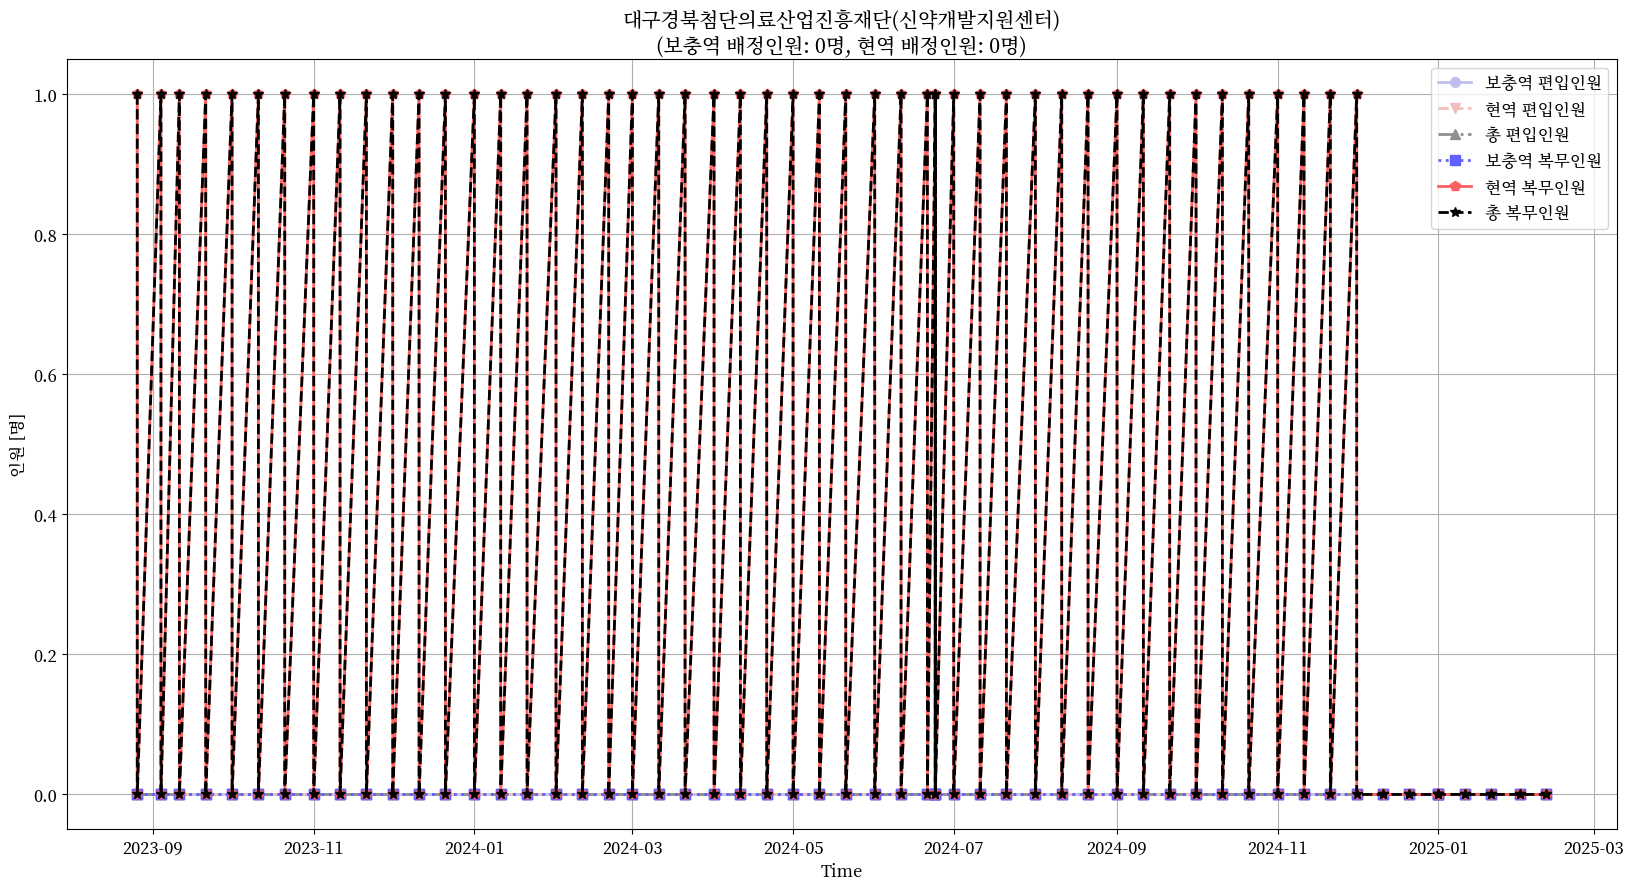 대구경북첨단의료산업진흥재단(신약개발지원센터)
(보충역 배정인원: 0명, 현역 배정인원: 0명)
보충역 편입인원
현역 편입인원
총 편입인원
보충역 복무인원
현역 복무인원
총 복무인원
인원 [명]
1.0
0.8
0.6
0.4
0.2
0.0
2023-09 2023-11 2024-01 2024-03 2024-05 2024-07 2024-09 2024-11 2025-01 2025-03
Time